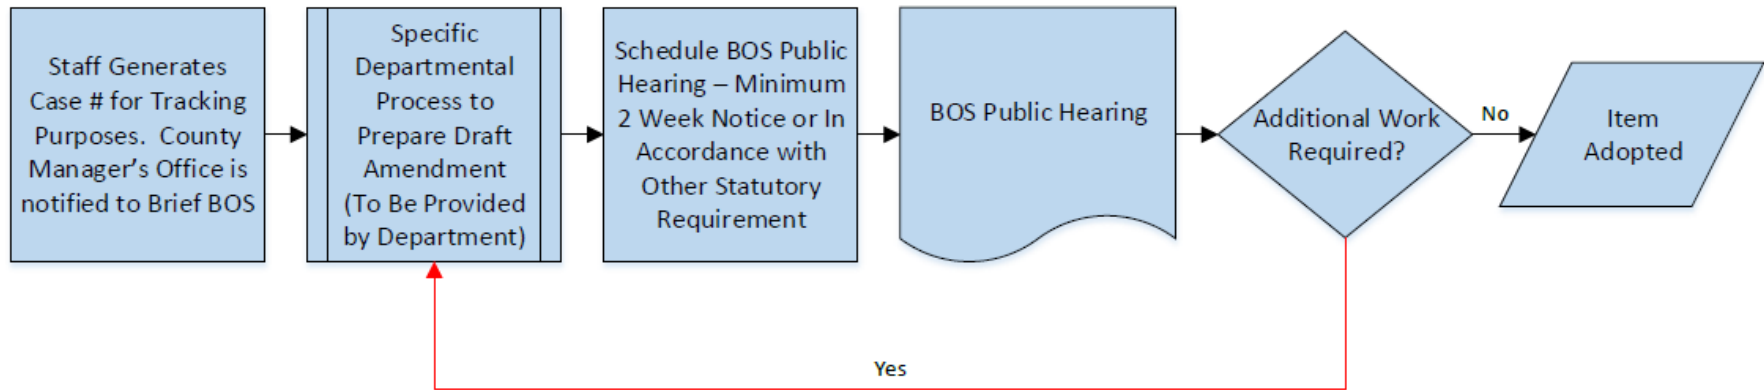 Staff Generates
Case # for Tracking
Purposes.  County
Manager's Office is
notified to Brief BOS
Specific
Departmental
Process to
Prepare Draft
Amendment
(To Be Provided
by Department)
Schedule BOS Public
Hearing – Minimum
2 Week Notice or In
Accordance with
Other Statutory
Requirement
BOS Public Hearing
Additional Work
Required?
No
Item
Adopted
Yes